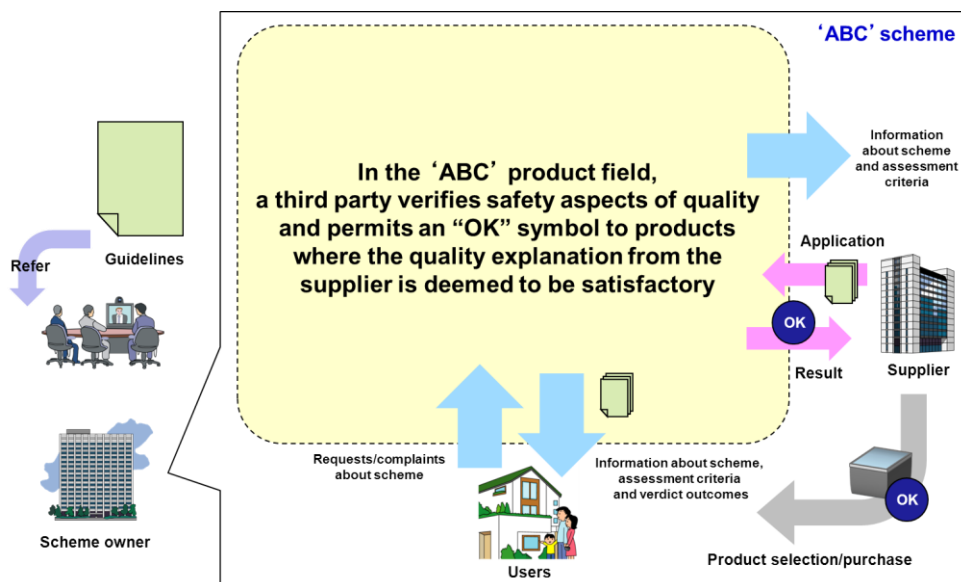 ‘ABC’ scheme
In the ‘ABC’ product field,
a third party verifies safety aspects of quality
and permits an “OK” symbol to products
where the quality explanation from the
supplier is deemed to be satisfactory
Information
about scheme
and assessment
criteria
Guidelines
Refer
Application
OK
Result
Supplier
Requests/complaints
about scheme
Information about scheme,
assessment criteria
and verdict outcomes
OK
Scheme owner
Users
Product selection/purchase